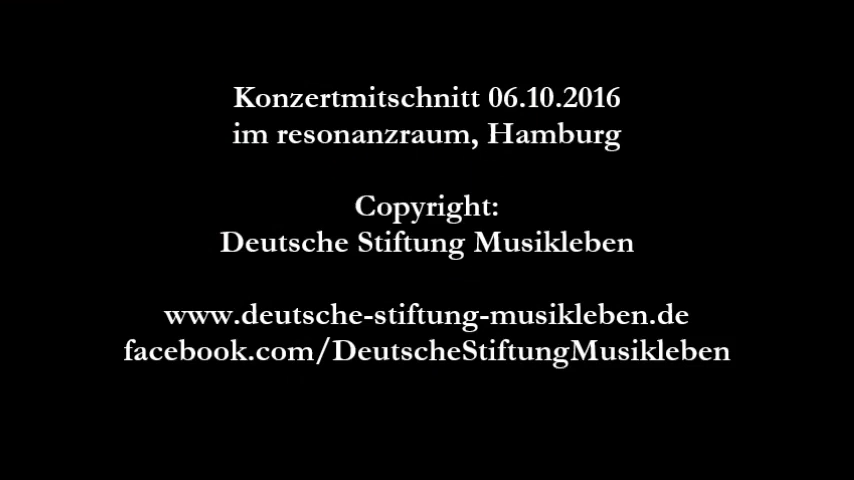 Konzertmitschnitt 06.10.2016
im resonanzraum, Hamburg
Copyright:
Deutsche Stiftung Musikleben
www.deutsche-stiftung-musikleben.de
facebook.com/DeutscheStiftungMusikleben